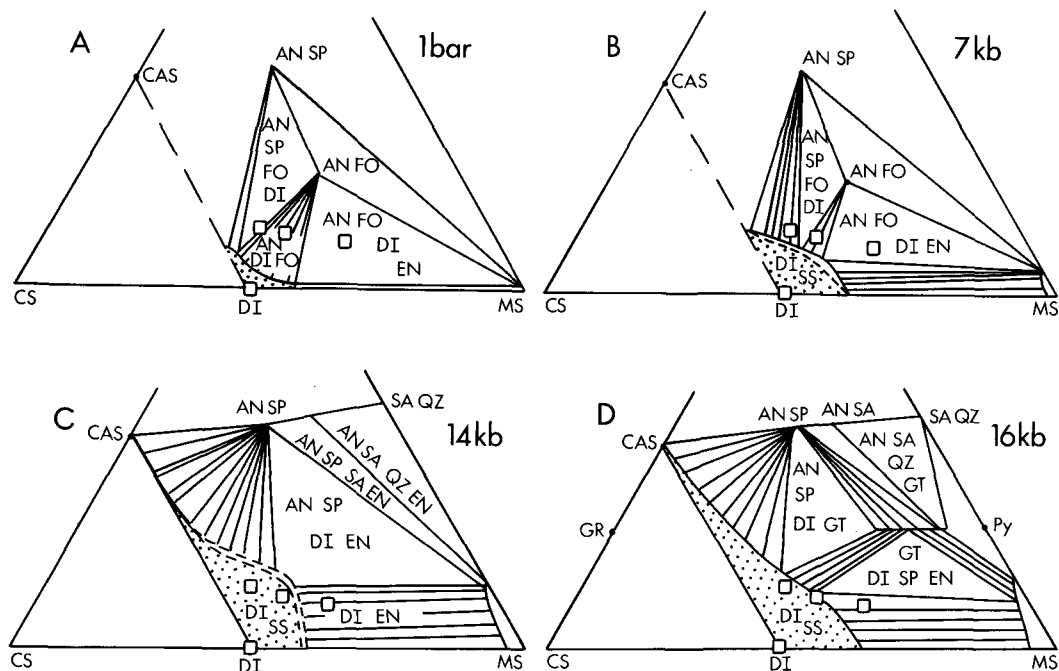 A
1bar
CAS
AN SP
AN
SP
FO
DI
AN FO
AN
DI FO
AN FO
DI
EN
CS
DI
MS
B
7kb
CAS
AN SP
AN
SP
FO
DI
AN FO
AN FO
DI EN
DI
SS
CS
DI
MS
C
14kb
AN SP
SA QZ
CAS
AN SA QZ EN
AN SP SA EN
AN SP
DI EN
DI
SS
DI EN
CS
DI
MS
D
16kb
AN SP
AN SA
SA QZ
CAS
AN SA
QZ
GT
AN
SP
DI GT
GR
Py
GT
DI SP EN
DI
SS
CS
DI
MS